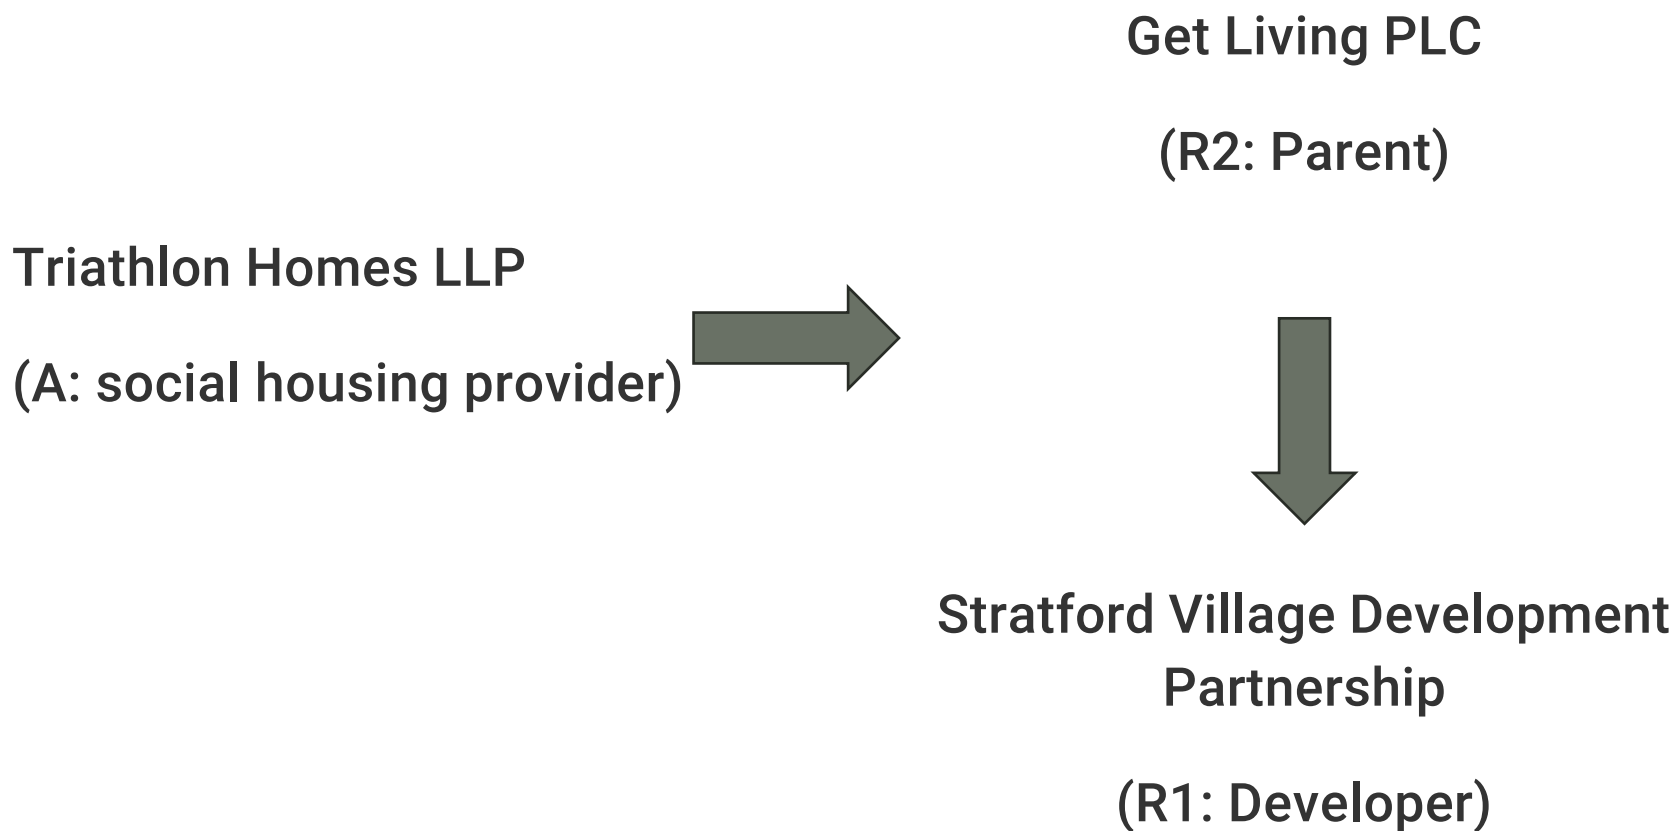 Get Living PLC
(R2: Parent)
Triathlon Homes LLP
(A: social housing provider)
Stratford Village Development
Partnership
(R1: Developer)